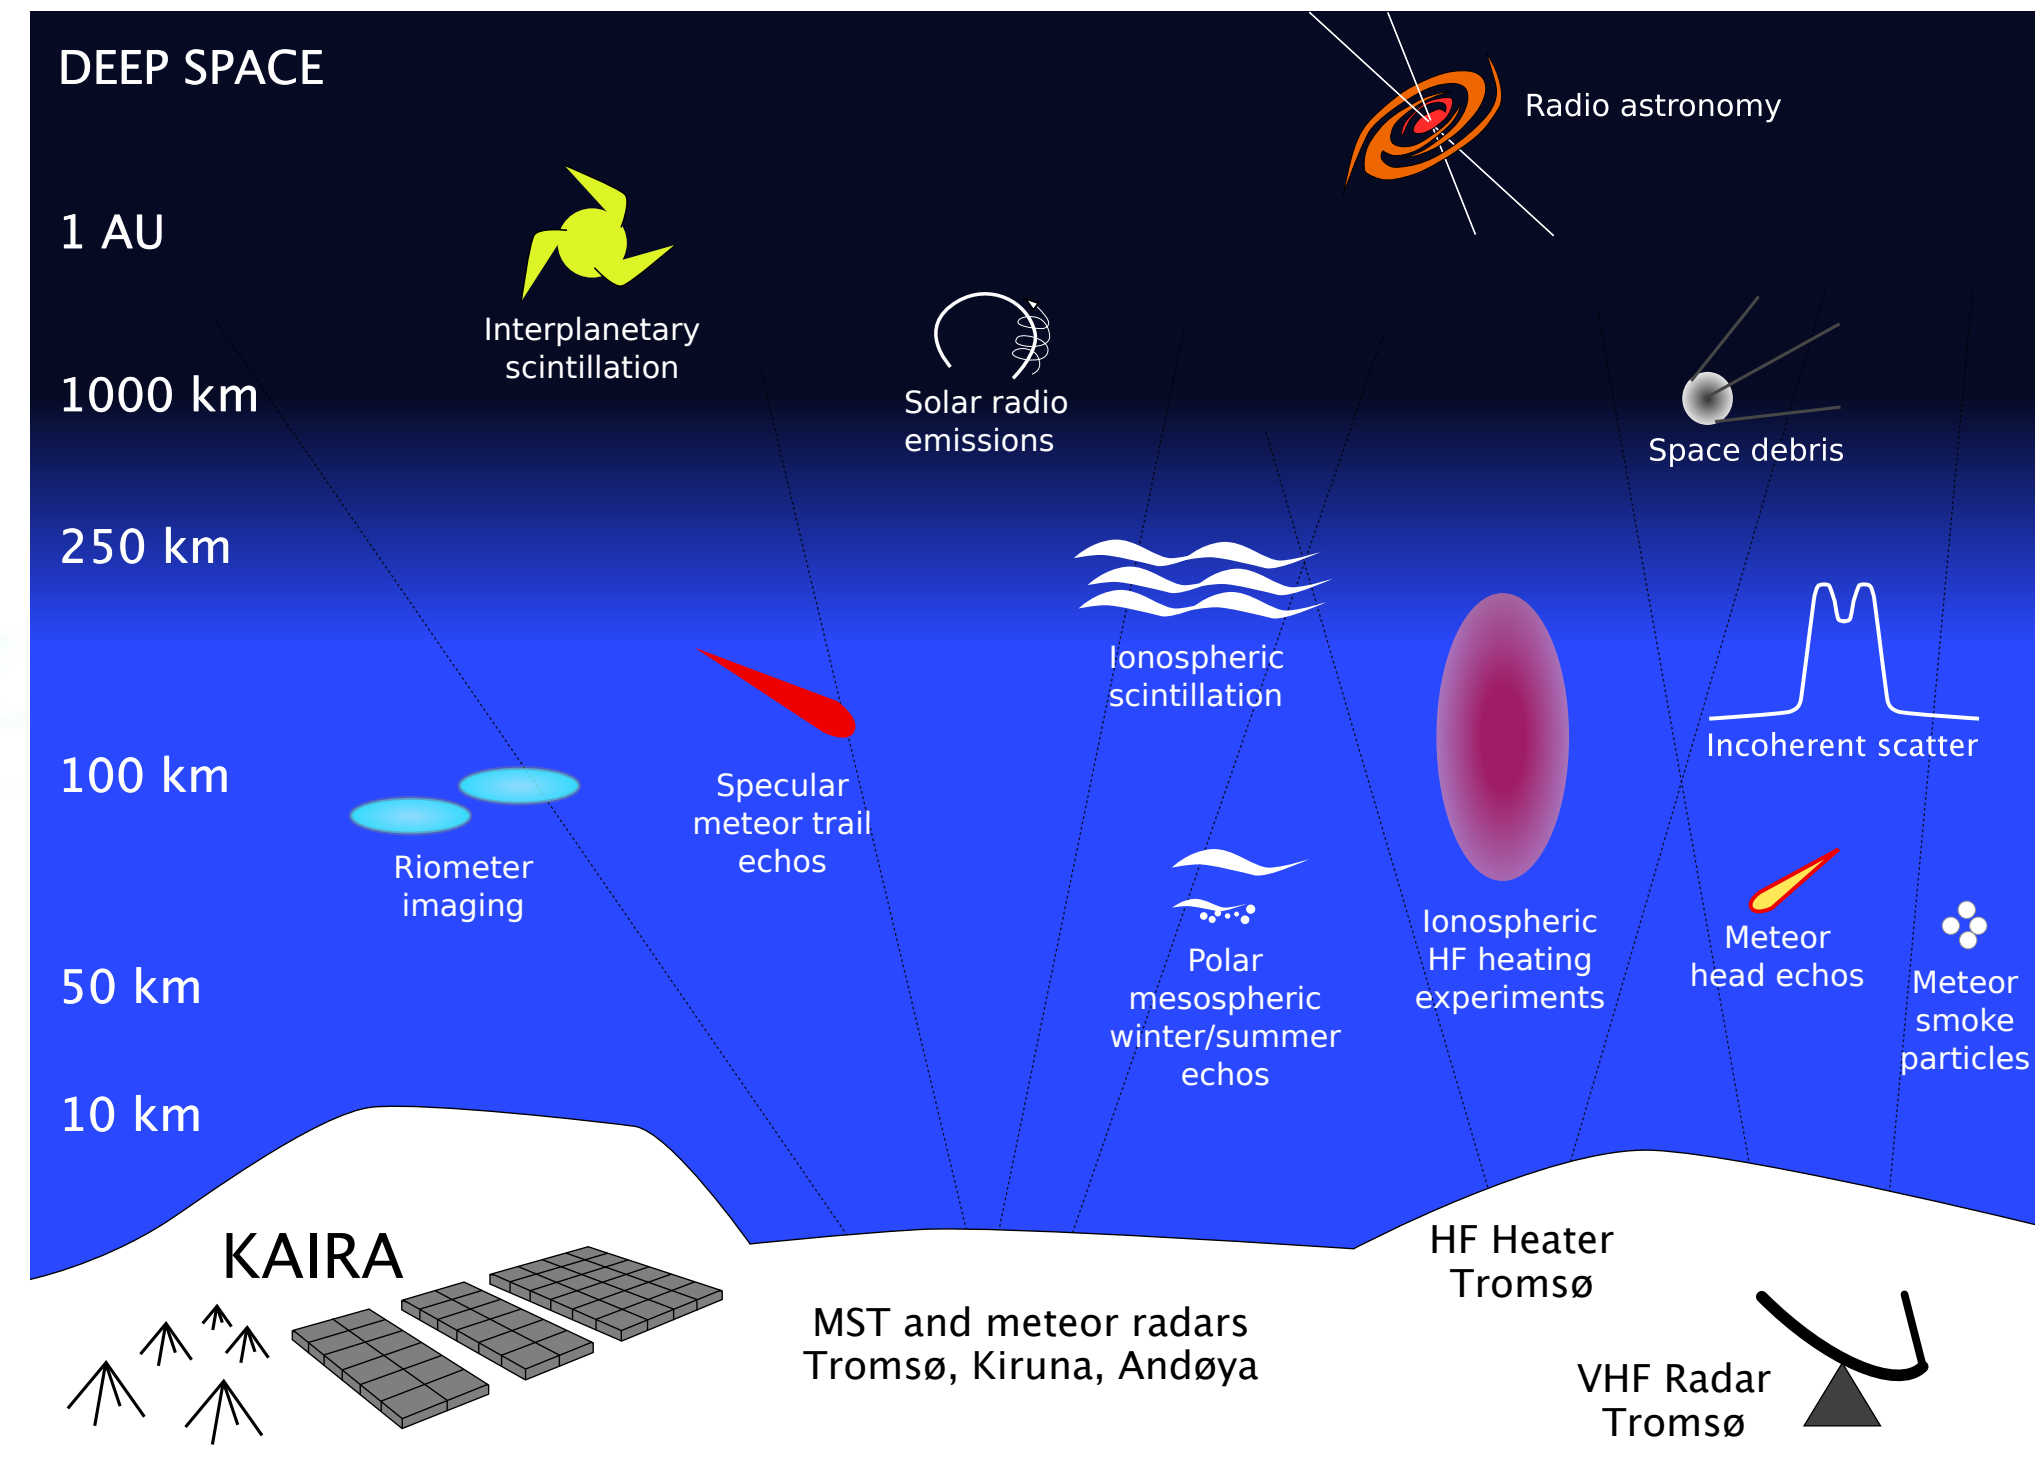 DEEP SPACE
Radio astronomy
1 AU
Interplanetary
scintillation
1000 km
Solar radio
emissions
Space debris
250 km
Ionospheric
scintillation
Incoherent scatter
100 km
Specular
meteor trail
echos
Riometer
imaging
Ionospheric
HF heating
experiments
Meteor
head echos
Polar
mesospheric
winter/summer
echos
Meteor
smoke
particles
50 km
10 km
KAIRA
HF Heater
Tromsø
MST and meteor radars
Tromsø, Kiruna, Andøya
VHF Radar
Tromsø